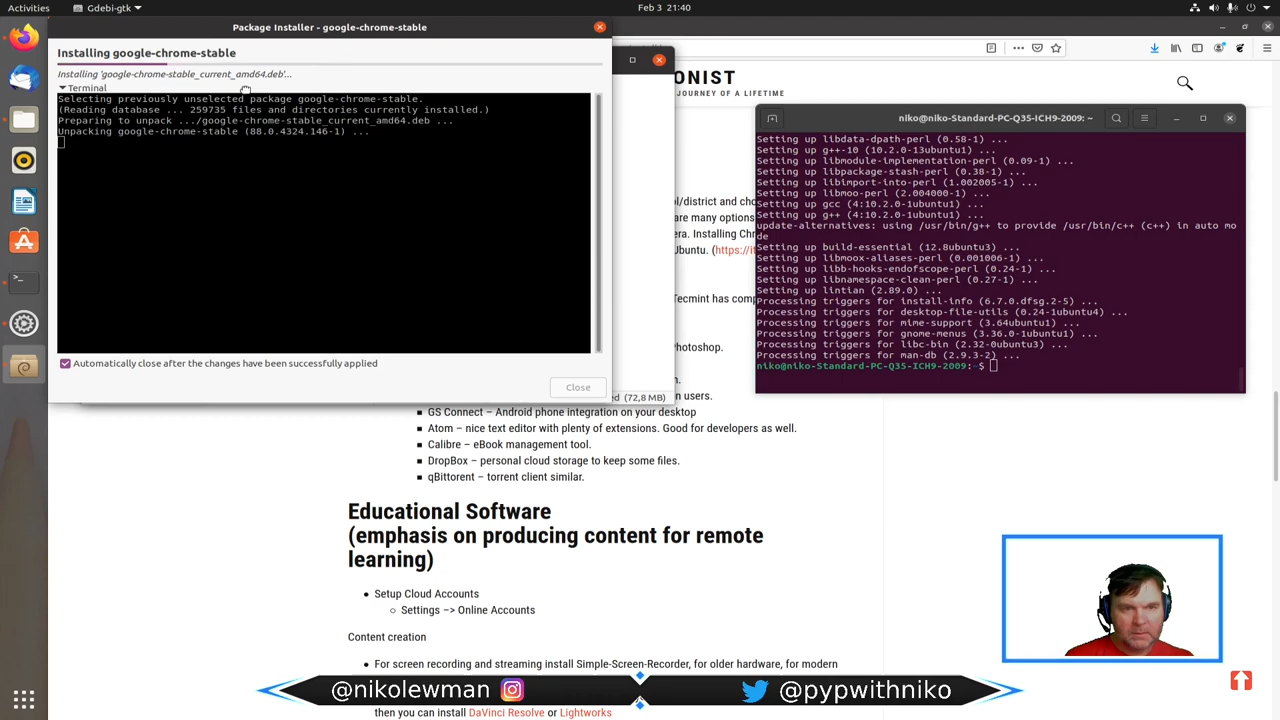 Activities
Gdebi-gtk
Feb 3 21:40
Package Installer - google-chrome-stable
Installing google-chrome-stable
Installing 'google-chrome-stable_current_amd64.deb'...
Terminal
Selecting previously unselected package google-chrome-stable.
(Reading database ... 259735 files and directories currently installed.)
Preparing to unpack .../google-chrome-stable_current_amd64.deb ...
Unpacking google-chrome-stable (88.0.4324.146-1) ...
Automatically close after the changes have been successfully applied
Close
ed (72,8 MB)
ONIST
JOURNEY OF A LIFETIME
niko@niko-Standard-PC-Q35-ICH9-2009: ~
Setting up libdata-dpath-perl (0.58-1) ...
Setting up g++-10 (10.2.0-13ubuntu1) ...
Setting up libmodule-implementation-perl (0.09-1) ...
Setting up libpackage-stash-perl (0.38-1) ...
Setting up libimport-into-perl (1.002005-1) ...
Setting up libmoo-perl (2.004000-1) ...
Setting up gcc (4:10.2.0-1ubuntu1) ...
Setting up g++ (4:10.2.0-1ubuntu1) ...
update-alternatives: using /usr/bin/g++ to provide /usr/bin/c++ (c++) in auto mo
de
Setting up build-essential (12.8ubuntu3) ...
Setting up libmoox-aliases-perl (0.001006-1) ...
Setting up libb-hooks-endofscope-perl (0.24-1) ...
Setting up libnamespace-clean-perl (0.27-1) ...
Setting up lintian (2.89.0) ...
Processing triggers for install-info (6.7.0.dfsg.2-5) ...
Processing triggers for desktop-file-utils (0.24-1ubuntu4) ...
Processing triggers for mime-support (3.64ubuntu1) ...
Processing triggers for gnome-menus (3.36.0-1ubuntu1) ...
Processing triggers for libc-bin (2.32-0ubuntu3) ...
Processing triggers for man-db (2.9.3-2) ...
niko@niko-Standard-PC-Q35-ICH9-2009:~$
ol/district and cho
are many options
era. Installing Chr
Ubuntu. (https://it
Tecmint has comp
Photoshop.
n.
n users.
GS Connect – Android phone integration on your desktop
Atom – nice text editor with plenty of extensions. Good for developers as well.
Calibre – eBook management tool.
DropBox – personal cloud storage to keep some files.
qBittorent – torrent client similar.
Educational Software
(emphasis on producing content for remote
learning)
Setup Cloud Accounts
Settings –> Online Accounts
Content creation
For screen recording and streaming install Simple-Screen-Recorder, for older hardware, for modern
@nikolewman
@pypwithniko
then you can install DaVinci Resolve or Lightworks